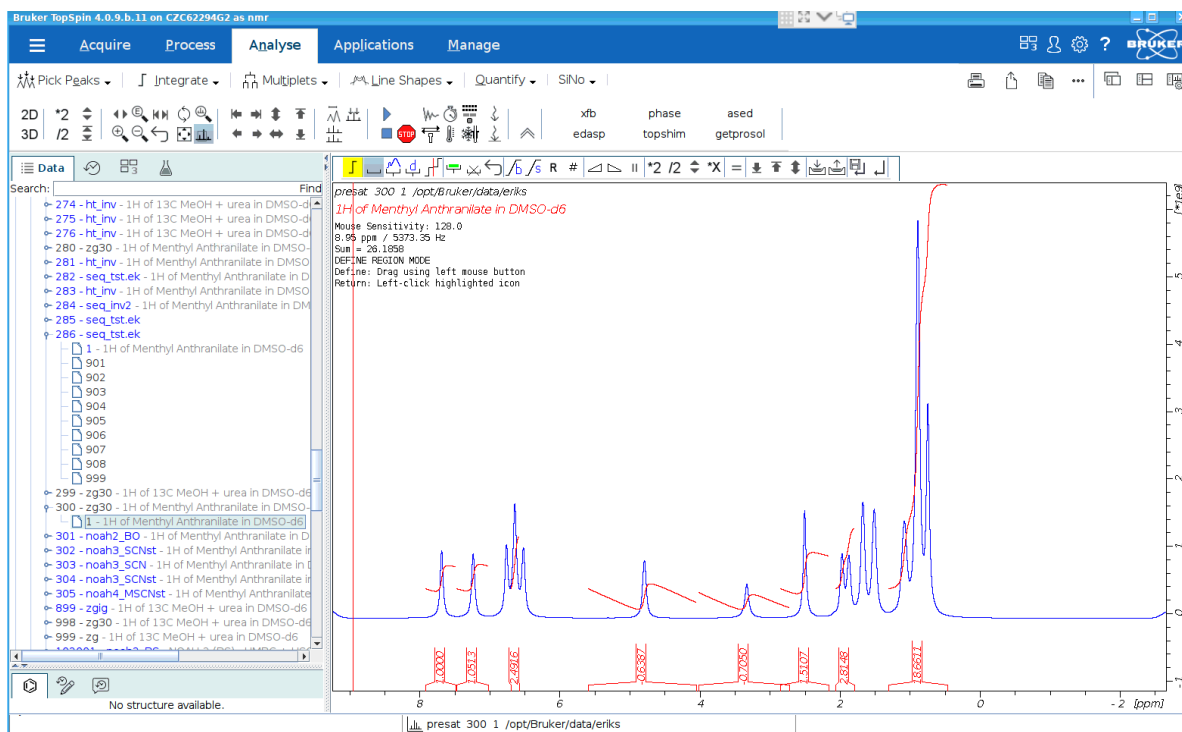 Bruker TopSpin 4.0.9.b.11 on CZC62294G2 as nmr
Acquire Process Analyse Applications Manage ? BRUKER
Pick Peaks Integrate Multiplets Line Shapes Quantify SiNo
2D *2 xfb phase ased
3D /2 STOP edasp topshim getprosol
Data
Search: Find
R # *2 /2 *X =
274 - ht_inv - 1H of 13C MeOH + urea in DMSO-d
275 - ht_inv - 1H of 13C MeOH + urea in DMSO-d
276 - ht_inv - 1H of 13C MeOH + urea in DMSO-d
280 - zg30 - 1H of Menthyl Anthranilate in DMSO-
281 - ht_inv - 1H of Menthyl Anthranilate in DMSO
282 - seq_tst.ek - 1H of Menthyl Anthranilate in D
283 - ht_inv - 1H of Menthyl Anthranilate in DMSO
284 - seq_inv2 - 1H of Menthyl Anthranilate in DM
285 - seq_tst.ek
286 - seq_tst.ek
1 - 1H of Menthyl Anthranilate in DMSO-d6
901
902
903
904
905
906
907
908
999
299 - zg30 - 1H of 13C MeOH + urea in DMSO-d6
300 - zg30 - 1H of Menthyl Anthranilate in DMSO-
1 - 1H of Menthyl Anthranilate in DMSO-d6
301 - noah2_BO - 1H of Menthyl Anthranilate in D
302 - noah3_SCNst - 1H of Menthyl Anthranilate i
303 - noah3_SCN - 1H of Menthyl Anthranilate in
304 - noah3_SCNst - 1H of Menthyl Anthranilate i
305 - noah4_MSCNst - 1H of Menthyl Anthranilate
899 - zgig - 1H of 13C MeOH + urea in DMSO-d6
998 - zg30 - 1H of 13C MeOH + urea in DMSO-d6
999 - zg - 1H of 13C MeOH + urea in DMSO-d6
No structure available.
presat 300 1 /opt/Bruker/data/eriks
1H of Menthyl Anthranilate in DMSO-d6
Mouse Sensitivity: 128.0
8.95 ppm / 5373.35 Hz
Sum = 26.1858
DEFINE REGION MODE
Define: Drag using left mouse button
Return: Left-click highlighted icon
[*1e9]
.5
.4
.3
.2
.1
0
-.1
1.0000 1.0513 2.4916 -0.6387 -0.7050 1.5107 2.8148 18.6611
8 6 4 2 0 - 2 [ppm]
presat 300 1 /opt/Bruker/data/eriks